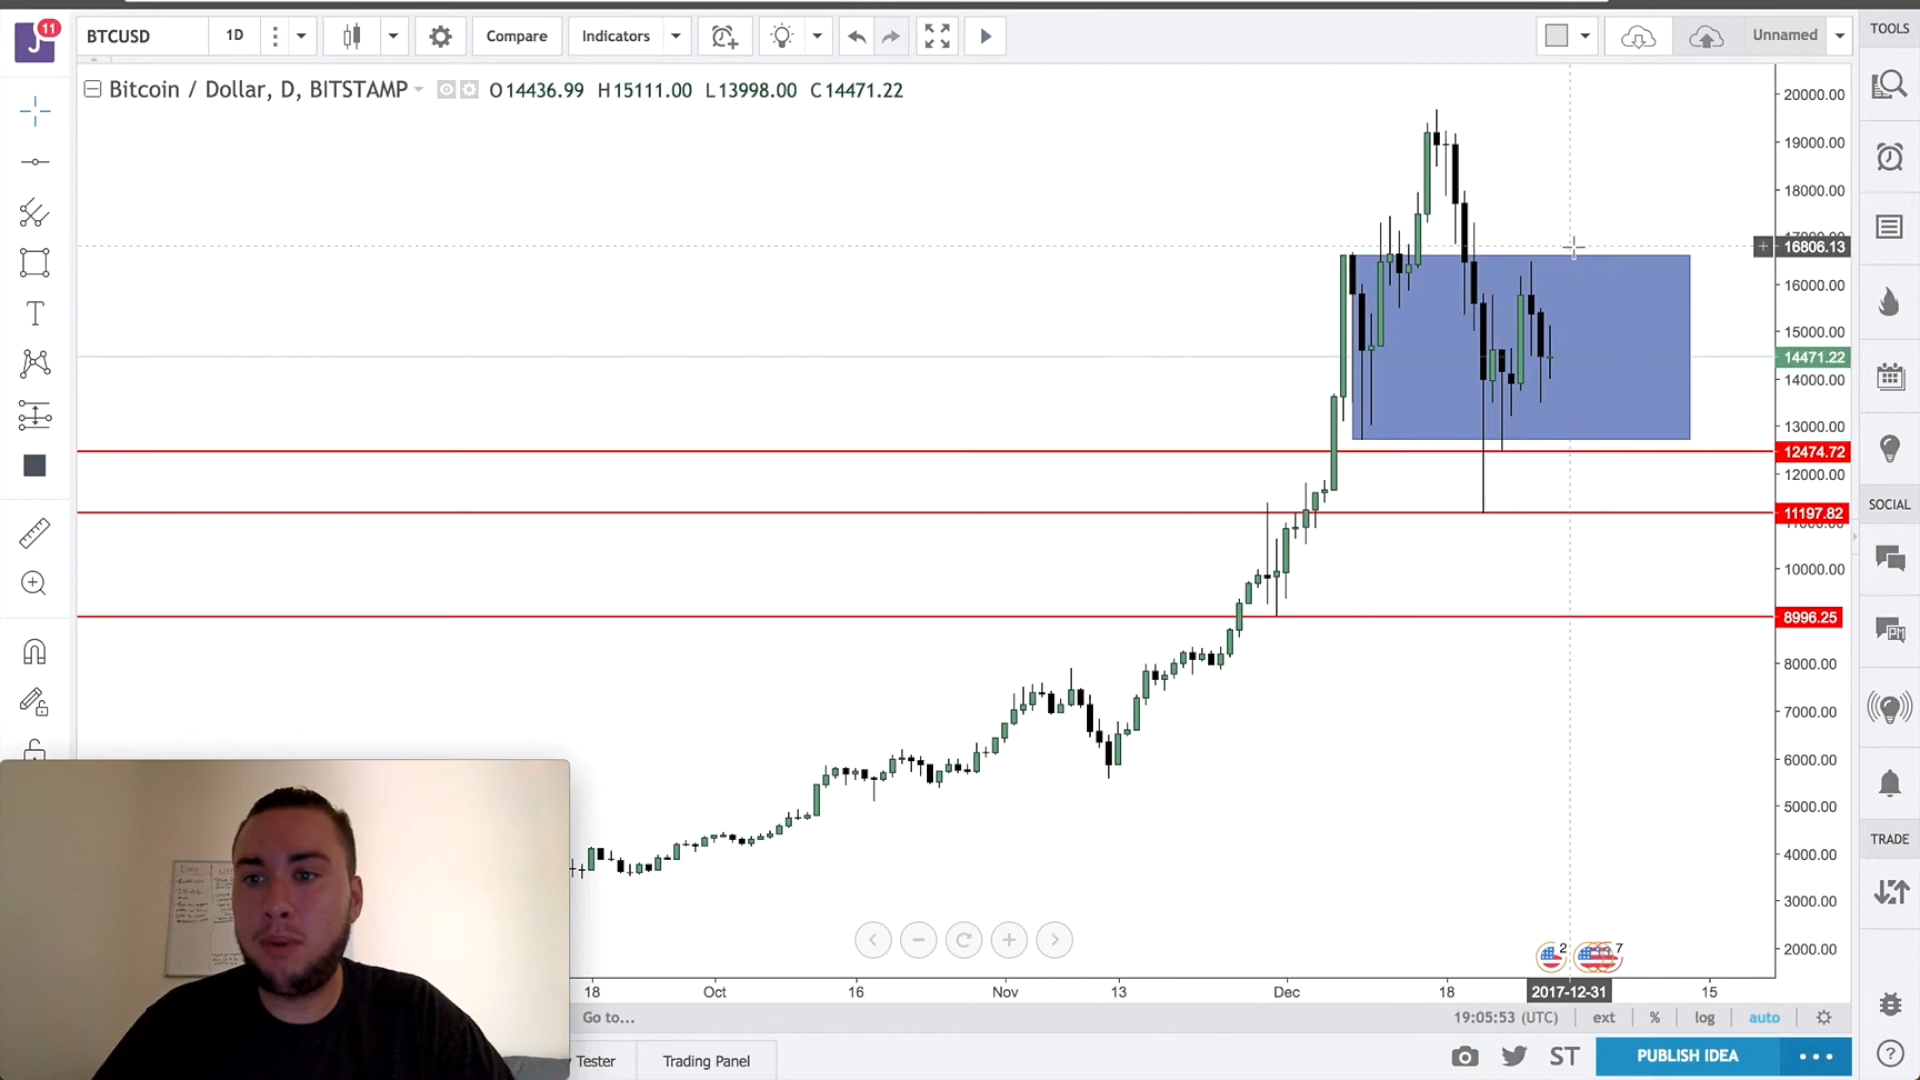 J
11
BTCUSD
1D
Compare
Indicators
Unnamed
TOOLS
Bitcoin / Dollar, D, BITSTAMP
O14436.99 H15111.00 L13998.00 C14471.22
20000.00
19000.00
18000.00
16806.13
16000.00
15000.00
14471.22
14000.00
13000.00
12474.72
12000.00
11197.82
10000.00
8996.25
8000.00
7000.00
6000.00
5000.00
4000.00
3000.00
2000.00
SOCIAL
PM
TRADE
T
2
7
18
Oct
16
Nov
13
Dec
18
2017-12-31
15
Go to...
19:05:53 (UTC)
ext
%
log
auto
Tester
Trading Panel
ST
PUBLISH IDEA